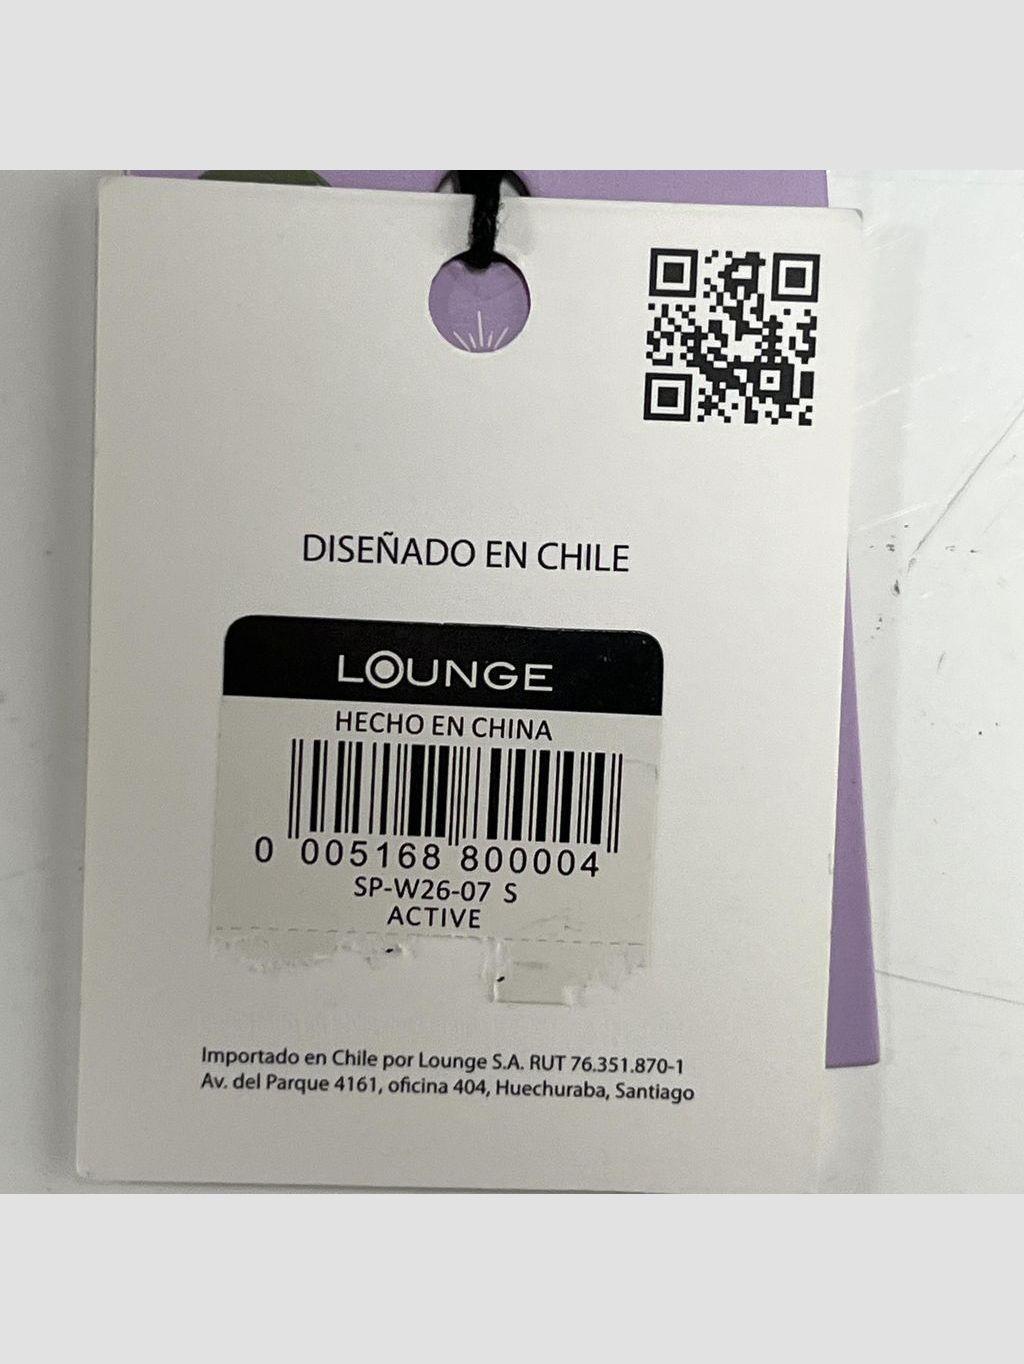 DISEÑADO EN CHILE
LOUNGE
HECHO EN CHINA
0 005168 800004
SP-W26-07 S
ACTIVE
Importado en Chile por Lounge S.A. RUT 76.351.870-1
Av. del Parque 4161, oficina 404, Huechuraba, Santiago